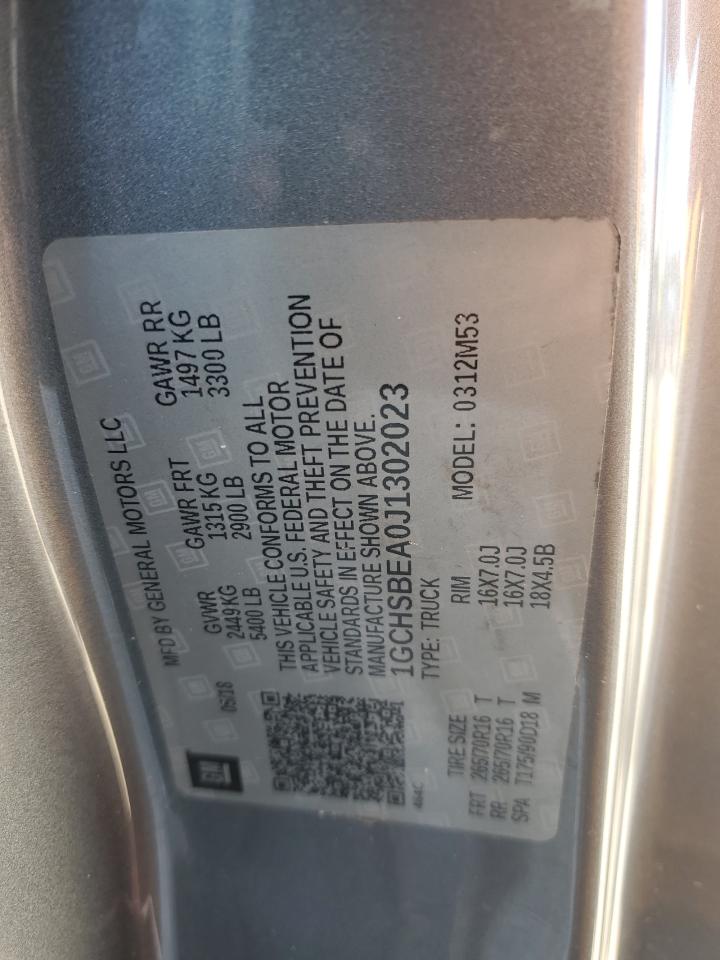 GM
MFD BY GENERAL MOTORS LLC
05/18
GVWR GAWR FRT GAWR RR
2449 KG 1315 KG 1497 KG
5400 LB 2900 LB 3300 LB
THIS VEHICLE CONFORMS TO ALL
APPLICABLE U.S. FEDERAL MOTOR
VEHICLE SAFETY AND THEFT PREVENTION
STANDARDS IN EFFECT ON THE DATE OF
MANUFACTURE SHOWN ABOVE.
1GCHSBEA0J1302023
TYPE: TRUCK MODEL: 0312M53
464C
TIRE SIZE RIM
FRT 265/70R16 T 16X7.0J
RR 265/70R16 T 16X7.0J
SPA T175/90D18 M 18X4.5B